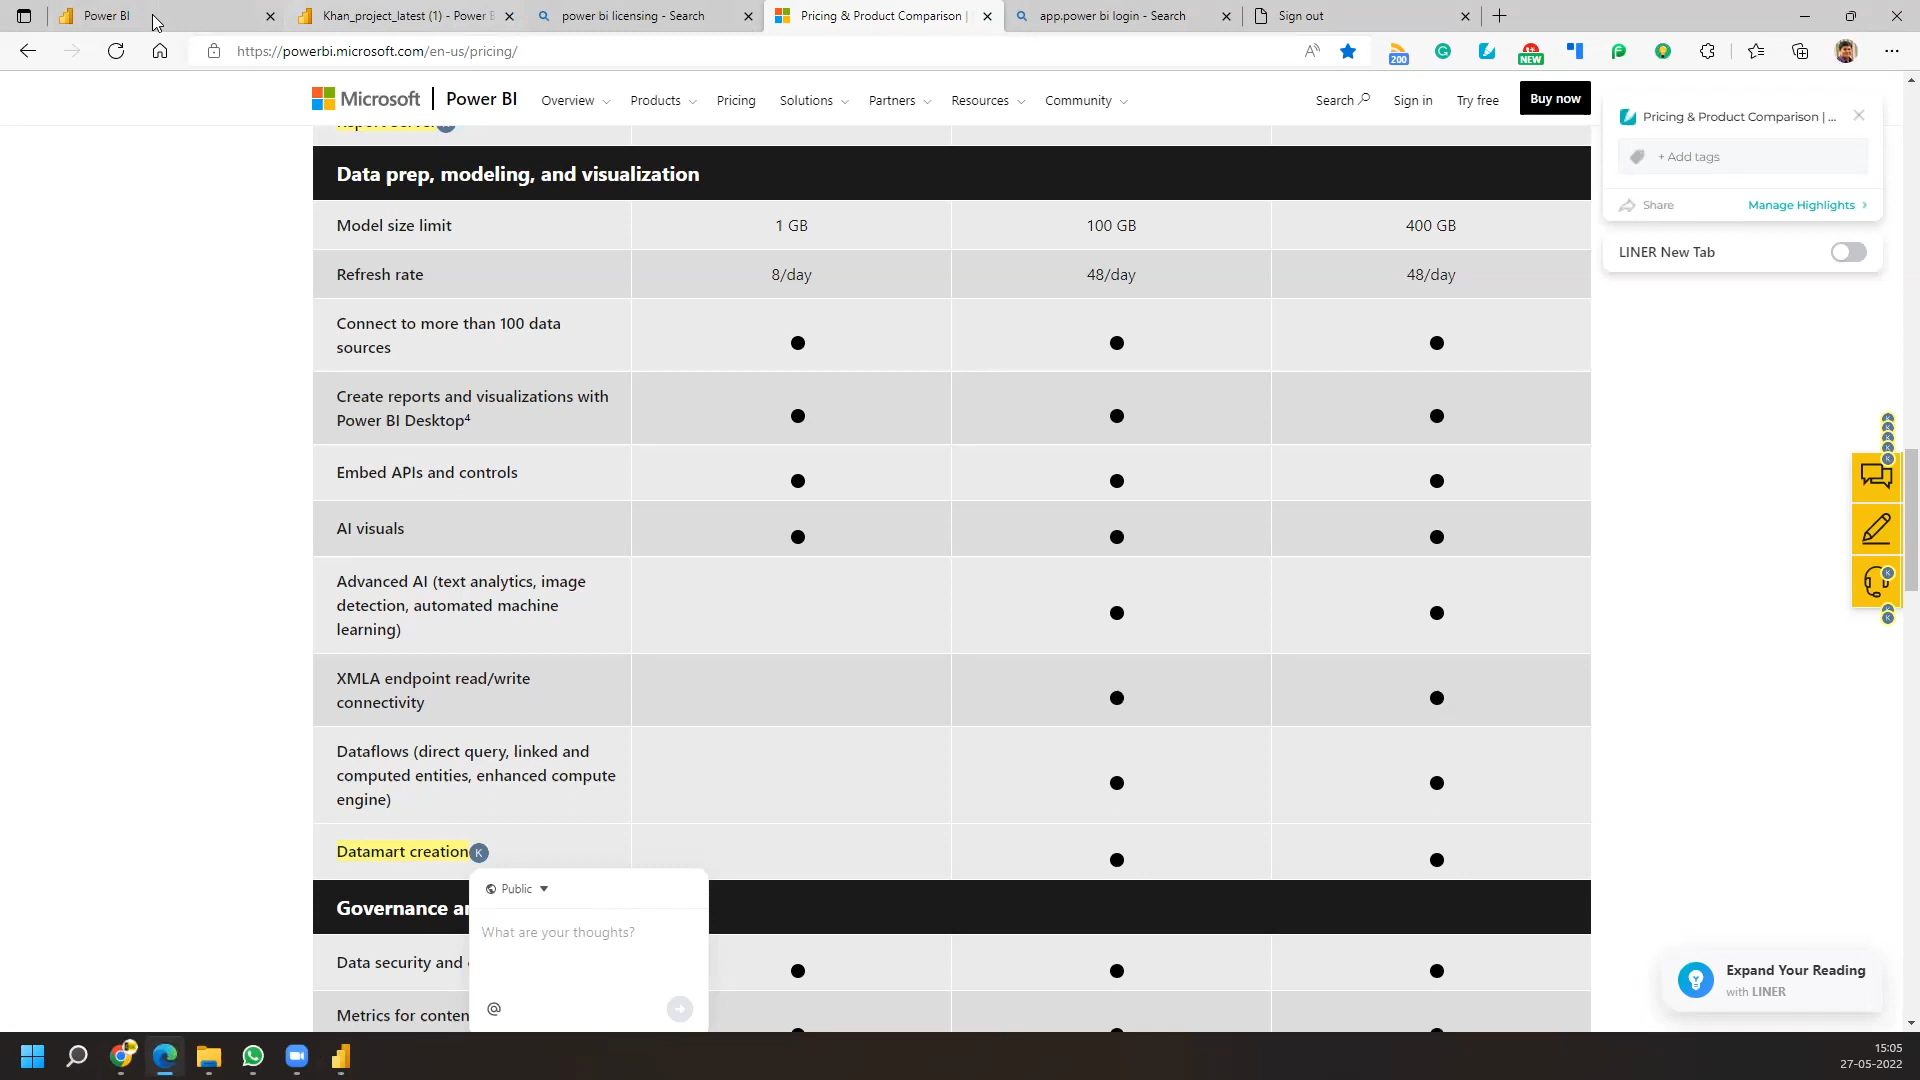 Power BI
Khan_project_latest (1) - Power B
power bi licensing - Search
Pricing & Product Comparison |
app.power bi login - Search
Sign out
https://powerbi.microsoft.com/en-us/pricing/
200
NEW
Microsoft
Power BI
Overview
Products
Pricing
Solutions
Partners
Resources
Community
Search
Sign in
Try free
Buy now
Pricing & Product Comparison | ...
+ Add tags
Share
Manage Highlights
LINER New Tab
Report Server
Data prep, modeling, and visualization
Model size limit
1 GB
100 GB
400 GB
Refresh rate
8/day
48/day
48/day
Connect to more than 100 data
sources
Create reports and visualizations with
Power BI Desktop⁴
Embed APIs and controls
AI visuals
Advanced AI (text analytics, image
detection, automated machine
learning)
XMLA endpoint read/write
connectivity
Dataflows (direct query, linked and
computed entities, enhanced compute
engine)
Datamart creation
K
Public
What are your thoughts?
@
Governance a
Data security and
Metrics for conten
Expand Your Reading
with LINER
15:05
27-05-2022